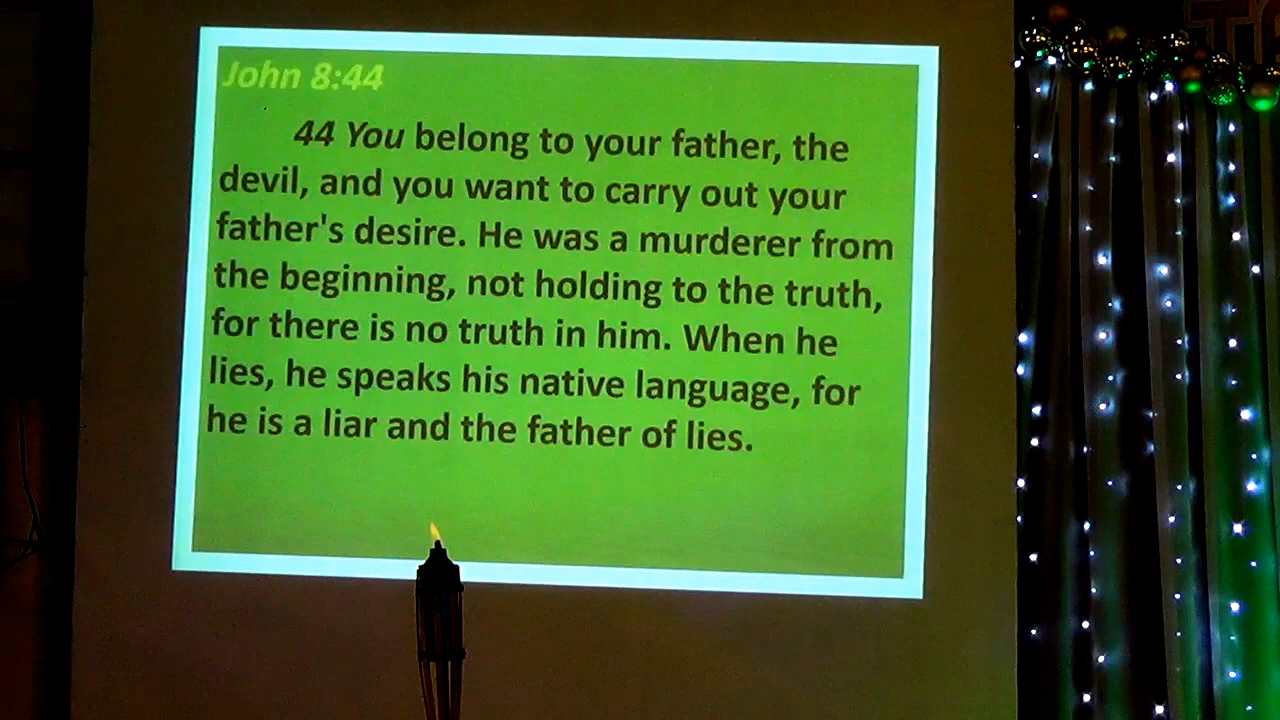 John 8:44
44 You belong to your father, the
devil, and you want to carry out your
father's desire. He was a murderer from
the beginning, not holding to the truth,
for there is no truth in him. When he
lies, he speaks his native language, for
he is a liar and the father of lies.